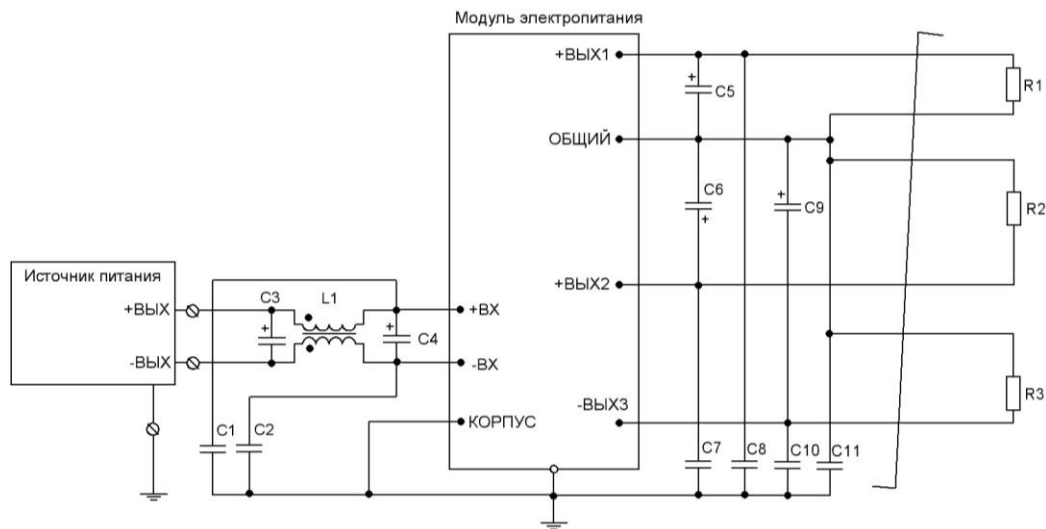 Модуль электропитания
+ВЫХ1
+
C5
R1
ОБЩИЙ
C6
+
+
C9
R2
Источник питания
+ВЫХ
-ВЫХ
C3
+
L1
+
C4
+ВХ
-ВХ
+ВЫХ2
-ВЫХ3
R3
КОРПУС
C1
C2
C7
C8
C10
C11